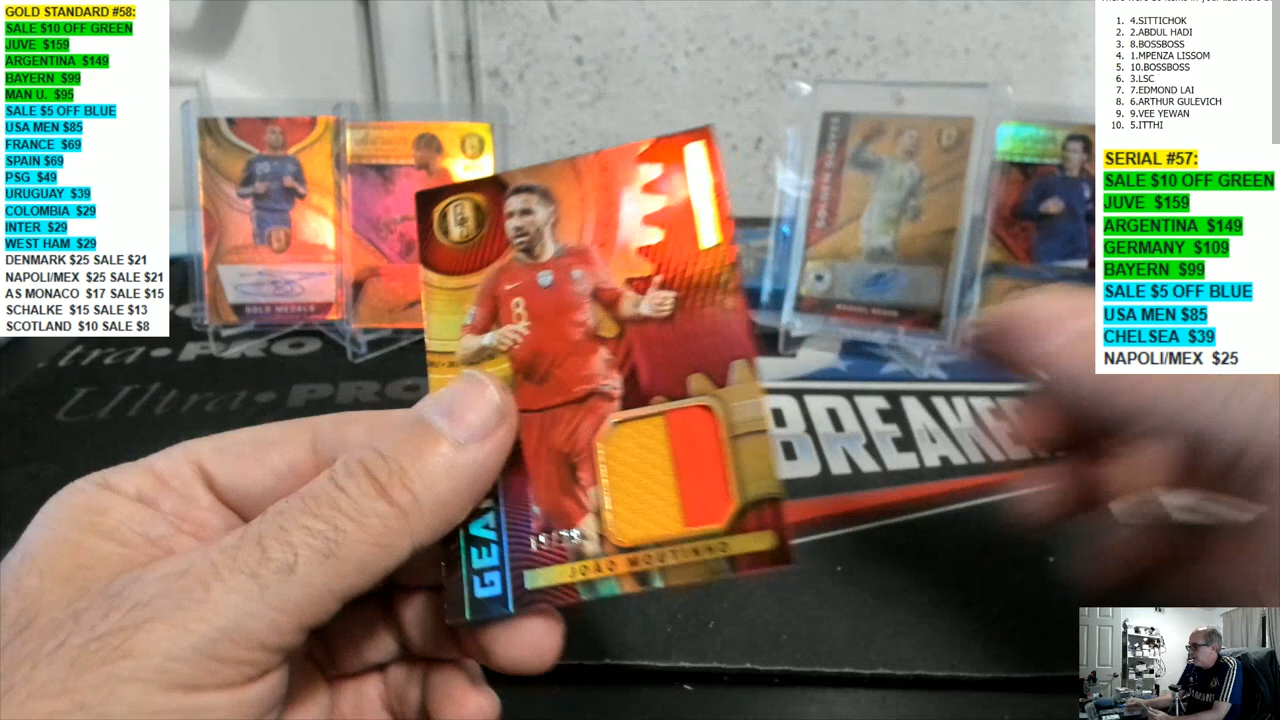 GOLD STANDARD #58:
SALE $10 OFF GREEN
JUVE $159
ARGENTINA $149
BAYERN $99
MAN U. $95
SALE $5 OFF BLUE
USA MEN $85
FRANCE $69
SPAIN $69
PSG $49
URUGUAY $39
COLOMBIA $29
INTER $29
WEST HAM $29
DENMARK $25 SALE $21
NAPOLI/MEX $25 SALE $21
AS MONACO $17 SALE $15
SCHALKE $15 SALE $13
SCOTLAND $10 SALE $8
1. 4.SITTICHOK
2. 2.ABDUL HADI
3. 8.BOSSBOSS
4. 1.MPENZA LISSOM
5. 10.BOSSBOSS
6. 3.LSC
7. 7.EDMOND LAI
8. 6.ARTHUR GULEVICH
9. 9.VEE YEWAN
10. 5.ITTHI
SERIAL #57:
SALE $10 OFF GREEN
JUVE $159
ARGENTINA $149
GERMANY $109
BAYERN $99
SALE $5 OFF BLUE
USA MEN $85
CHELSEA $39
NAPOLI/MEX $25
GOLD MEDALS
GOLDEN GLOVES
8
JOÃO MOUTINHO
Ultra PRO
Ultra PRO
BREAKER